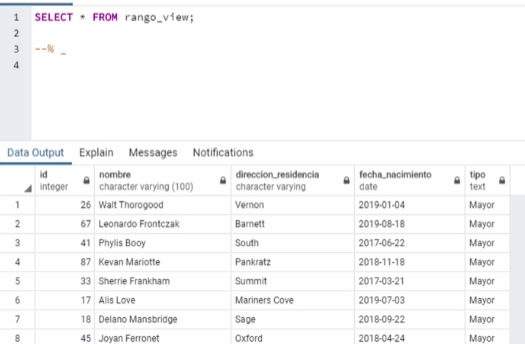 1 SELECT * FROM rango_view;
2
3 --% _
4
Data Output Explain Messages Notifications
id integer nombre character varying (100) direccion_residencia character varying fecha_nacimiento date tipo text
1 26 Walt Thorogood Vernon 2019-01-04 Mayor
2 67 Leonardo Frontczak Barnett 2019-08-18 Mayor
3 41 Phylis Booy South 2017-06-22 Mayor
4 87 Kevan Mariotte Pankratz 2018-11-18 Mayor
5 33 Sherrie Frankham Summit 2017-03-21 Mayor
6 17 Alis Love Mariners Cove 2019-07-03 Mayor
7 18 Delano Mansbridge Sage 2018-09-22 Mayor
8 45 Joyan Ferronet Oxford 2018-04-24 Mayor